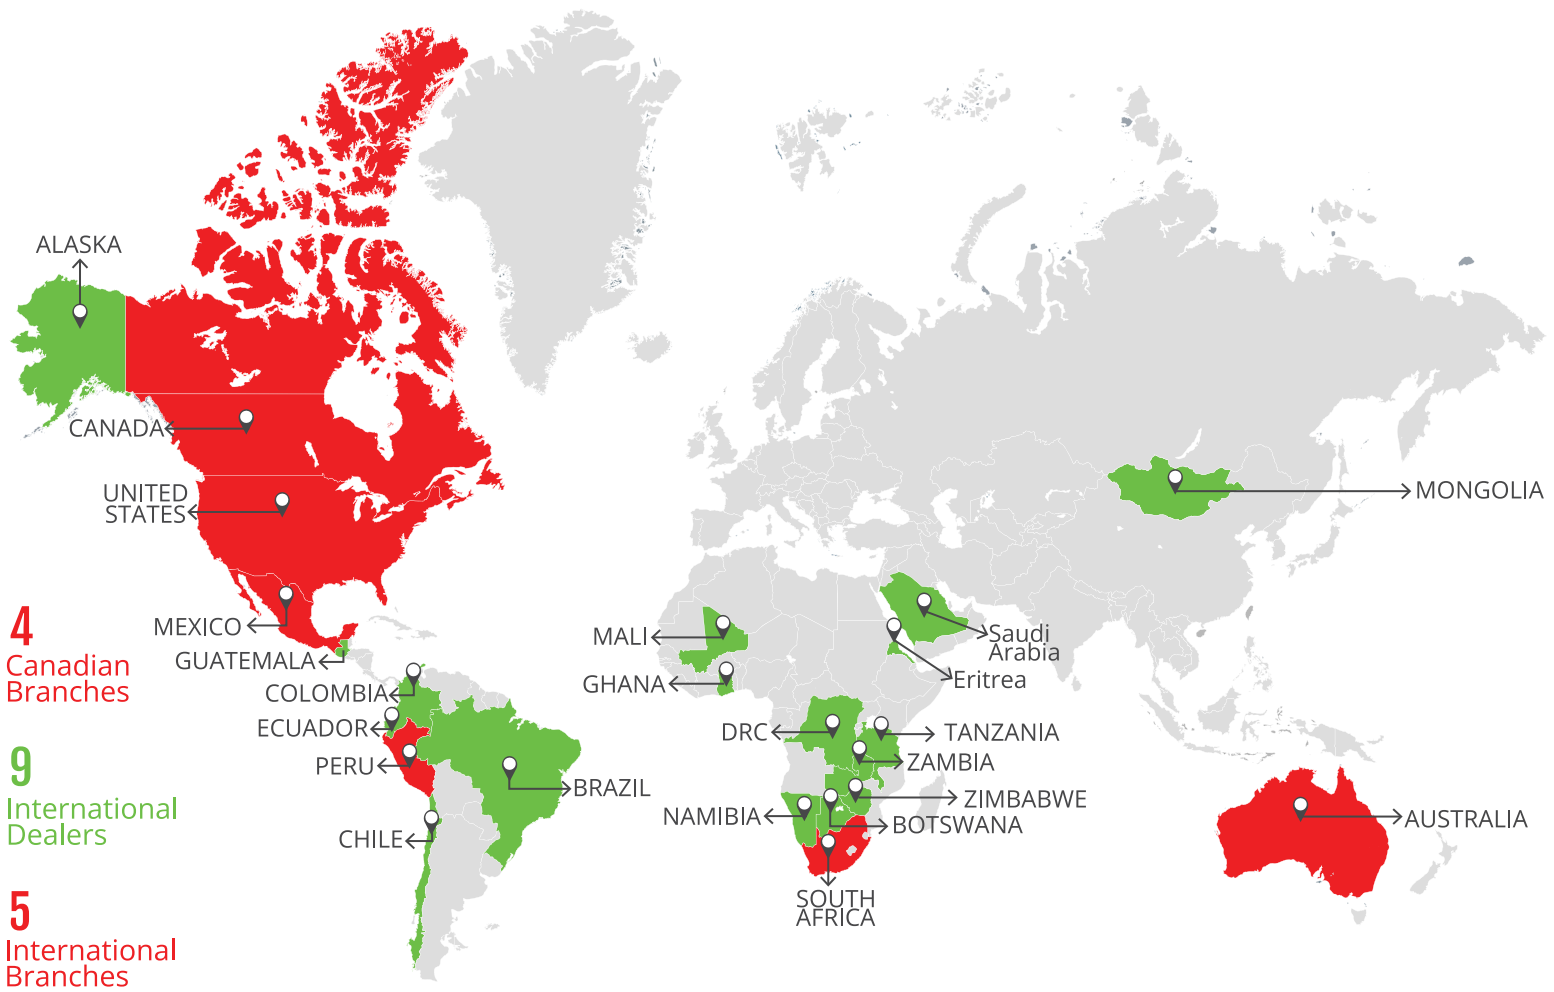 ALASKA
CANADA
UNITED
STATES
MEXICO
GUATEMALA
COLOMBIA
ECUADOR
PERU
BRAZIL
CHILE
MALI
GHANA
DRC
NAMIBIA
SOUTH
AFRICA
BOTSWANA
ZIMBABWE
ZAMBIA
TANZANIA
Eritrea
Saudi
Arabia
MONGOLIA
AUSTRALIA
4
Canadian
Branches
9
International
Dealers
5
International
Branches